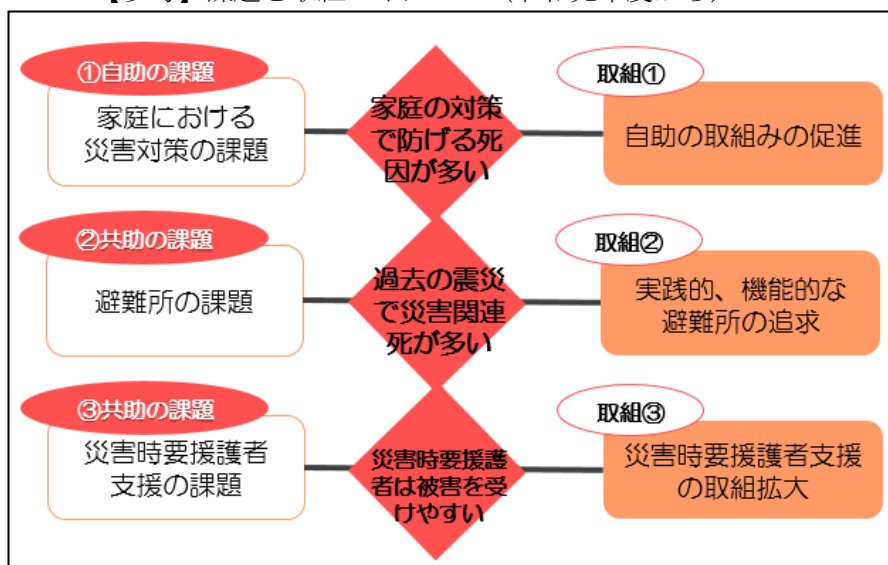 ①自助の課題
家庭における
災害対策の課題
家庭の対策
で防げる死
因が多い
取組①
自助の取組みの促進
②共助の課題
避難所の課題
過去の震災
で災害関連
死が多い
取組②
実践的、機能的な
避難所の追求
③共助の課題
災害時要援護者
支援の課題
災害時要援護
者は被害を受
けやすい
取組③
災害時要援護者支援
の取組拡大